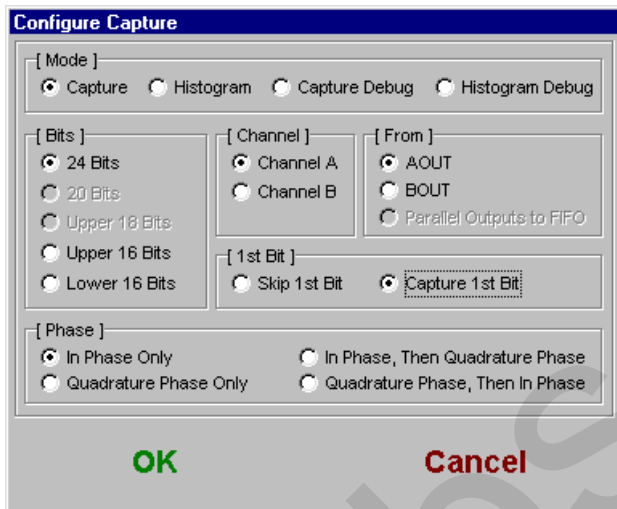 Configure Capture
[ Mode ]
Capture Histogram Capture Debug Histogram Debug
[ Bits ]
24 Bits
20 Bits
Upper 18 Bits
Upper 16 Bits
Lower 16 Bits
[ Channel ]
Channel A
Channel B
[ From ]
AOUT
BOUT
Parallel Outputs to FIFO
[ 1st Bit ]
Skip 1st Bit Capture 1st Bit
[ Phase ]
In Phase Only In Phase, Then Quadrature Phase
Quadrature Phase Only Quadrature Phase, Then In Phase
OK Cancel